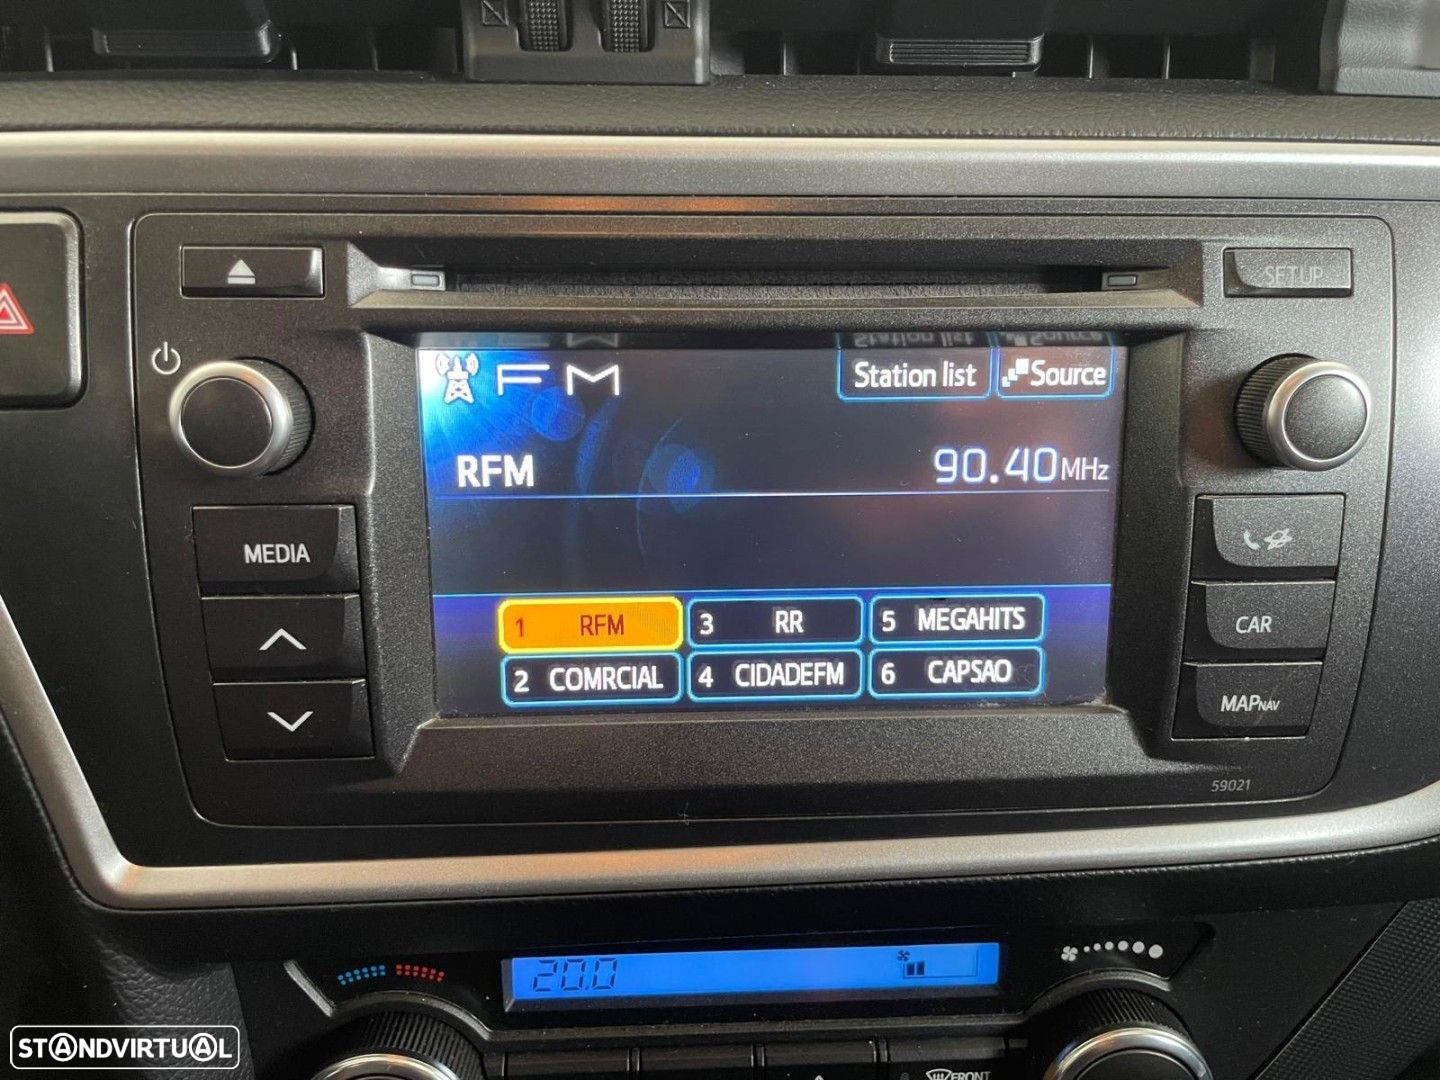 SETUP
FM
Station list
Source
RFM
90.40MHz
MEDIA
1 RFM
3 RR
5 MEGAHITS
2 COMRCIAL
4 CIDADEFM
6 CAPSAO
CAR
MAPNAV
59021
20.0
FRONT
STANDVIRTUAL